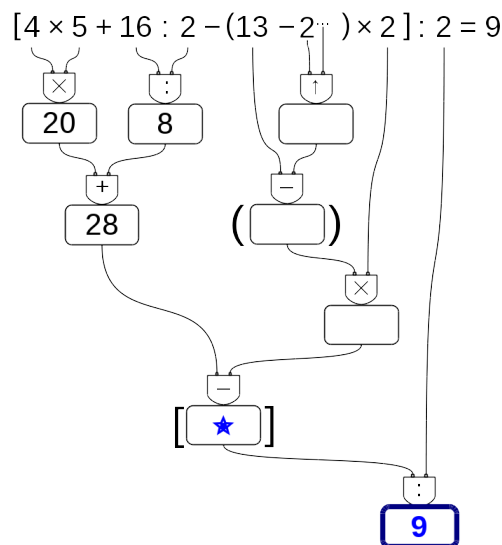 [4 × 5 + 16 : 2 − (13 − 2^... ) × 2 ] : 2 = 9
× : ↑
20 8
+ −
28 ( )
×
−
[ ★ ]
:
9